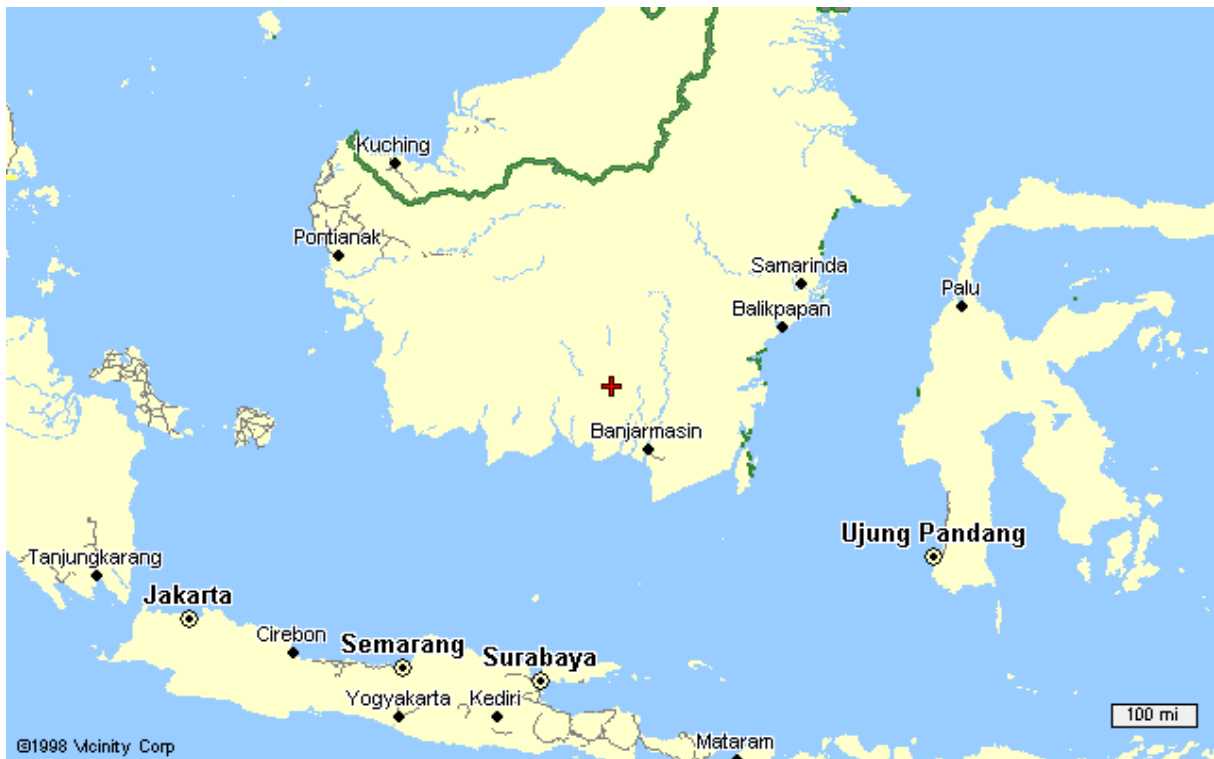 Kuching
Pontianak
Samarinda
Palu
Balikpapan
Banjarmasin
Ujung Pandang
Tanjungkarang
Jakarta
Cirebon
Semarang
Surabaya
Yogyakarta
Kediri
100 mi
Mataram
©1998 Vicinity Corp